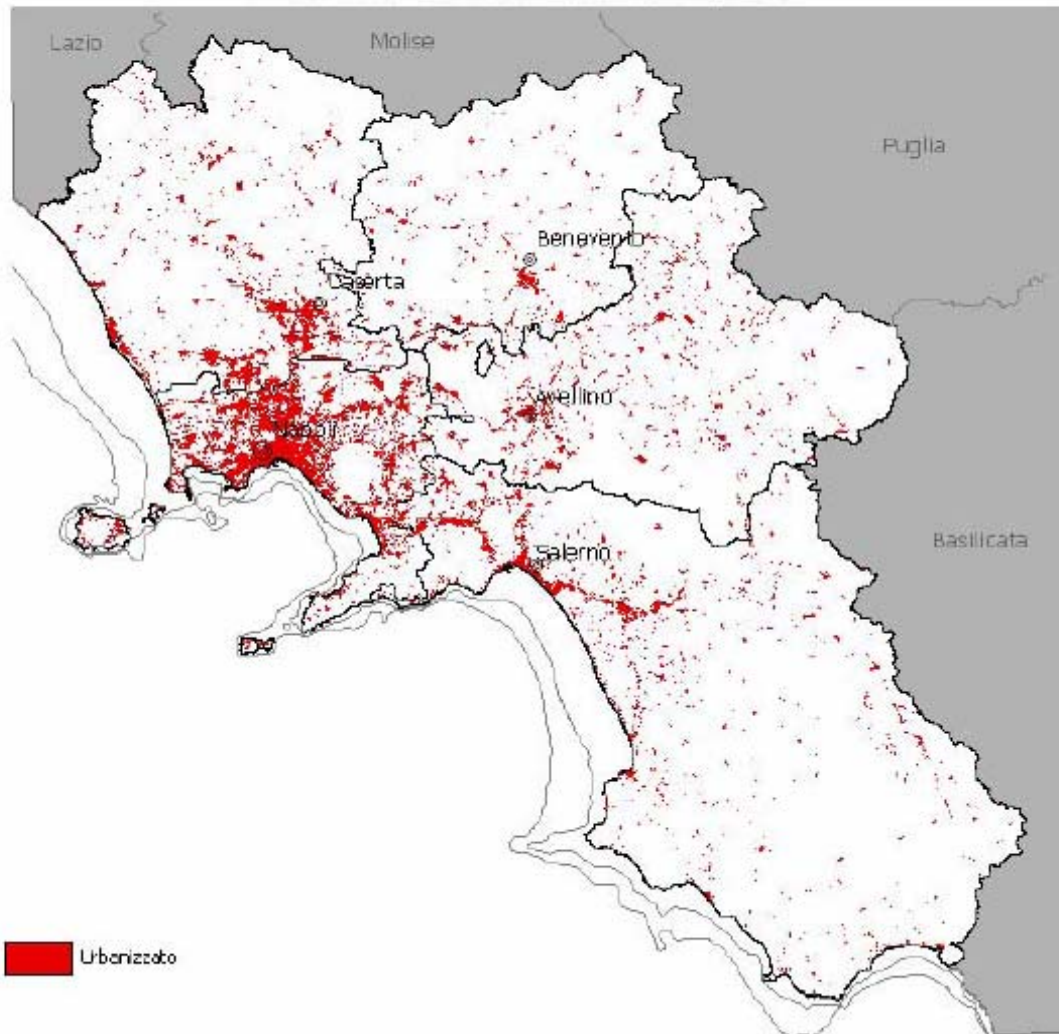 Lazio
Molise
Puglia
Benevento
Caserta
Avellino
Napoli
Salerno
Basilicata
Urbanizzato